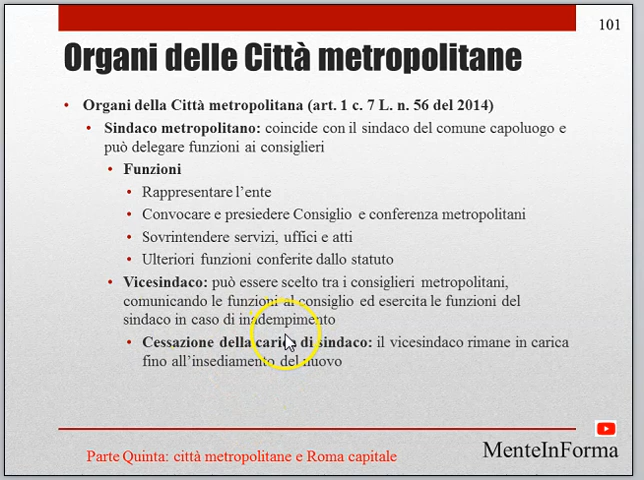 101
Organi delle Città metropolitane
• Organi della Città metropolitana (art. 1 c. 7 L. n. 56 del 2014)
• Sindaco metropolitano: coincide con il sindaco del comune capoluogo e
può delegare funzioni ai consiglieri
• Funzioni
• Rappresentare l'ente
• Convocare e presiedere Consiglio e conferenza metropolitani
• Sovrintendere servizi, uffici e atti
• Ulteriori funzioni conferite dallo statuto
• Vicesindaco: può essere scelto tra i consiglieri metropolitani,
comunicando le funzioni al consiglio ed esercita le funzioni del
sindaco in caso di inadempimento
• Cessazione della carica di sindaco: il vicesindaco rimane in carica
fino all'insediamento del nuovo
Parte Quinta: città metropolitane e Roma capitale
MenteInForma